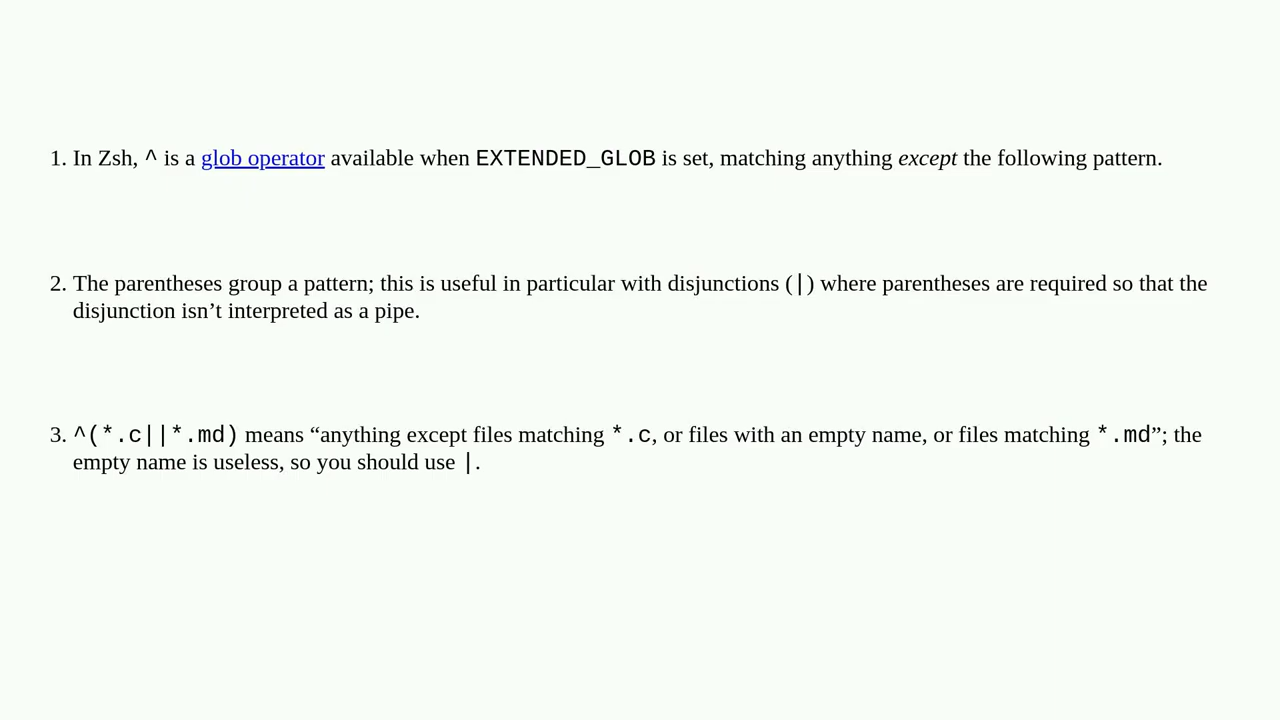 1. In Zsh, ^ is a glob operator available when EXTENDED_GLOB is set, matching anything except the following pattern.
2. The parentheses group a pattern; this is useful in particular with disjunctions (|) where parentheses are required so that the
disjunction isn’t interpreted as a pipe.
3. ^(*.c||*.md) means “anything except files matching *.c, or files with an empty name, or files matching *.md”; the
empty name is useless, so you should use |.